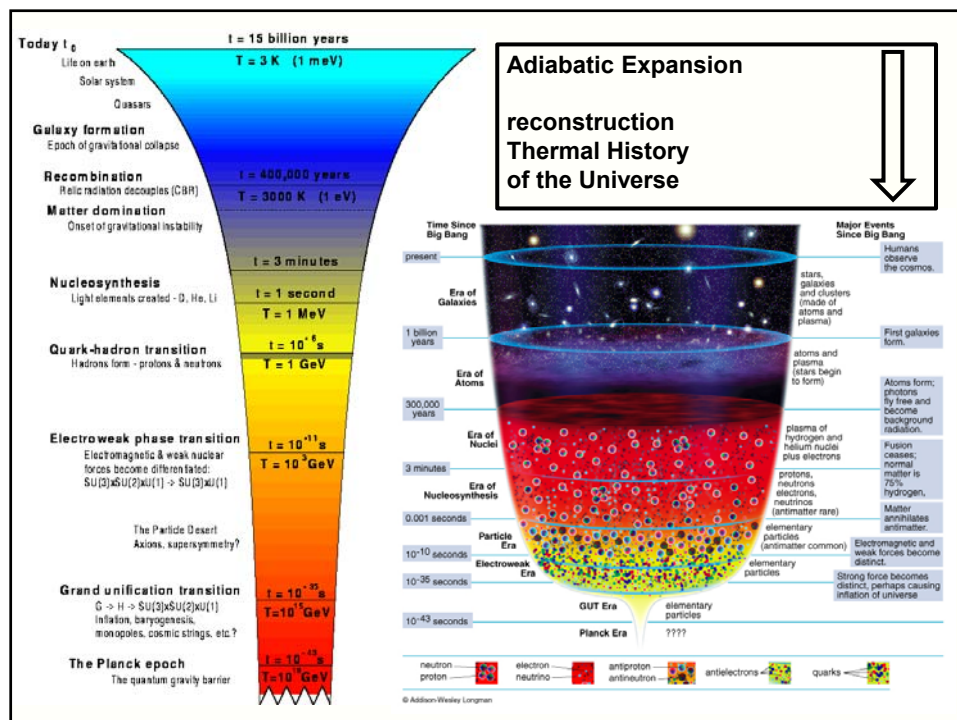 Today t 0
Life on earth
Solar system
Quasars
Galaxy formation
Epoch of gravitational collapse
Recombination
Relic radiation decouples (CBR)
Matter domination
Onset of gravitational instability
Nucleosynthesis
Light elements created - D, He, Li
Quark-hadron transition
Hadrons form - protons & neutrons
Electroweak phase transition
Electromagnetic & weak nuclear
forces become differentiated:
SU(3)xSU(2)xU(1) -> SU(3)xU(1)
The Particle Desert
Axions, supersymmetry?
Grand unification transition
G -> H -> SU(3)xSU(2)xU(1)
Inflation, baryogenesis,
monopoles, cosmic strings, etc.?
The Planck epoch
The quantum gravity barrier
t = 15 billion years
T = 3 K (1 meV)
t = 400,000 years
T = 3000 K (1 eV)
t = 3 minutes
t = 1 second
T = 1 MeV
t = 10⁻⁶s
T = 1 GeV
t = 10⁻¹¹s
T = 10³GeV
t = 10⁻³⁵s
T=10¹⁵GeV
t = 10⁻⁴³s
T=10¹⁹GeV
Adiabatic Expansion
reconstruction
Thermal History
of the Universe
Time Since
Big Bang
present
Era of
Galaxies
1 billion
years
Era of
Atoms
300,000
years
Era of
Nuclei
3 minutes
Era of
Nucleosynthesis
0.001 seconds
Particle
Era
10⁻¹⁰ seconds
Electroweak
Era
10⁻³⁵ seconds
GUT Era
10⁻⁴³ seconds
Planck Era
Major Events
Since Big Bang
Humans
observe
the cosmos.
stars,
galaxies
and clusters
(made of
atoms and
plasma)
First galaxies
form.
atoms and
plasma
(stars begin
to form)
Atoms form;
photons
fly free and
become
background
radiation.
plasma of
hydrogen and
helium nuclei
plus electrons
Fusion
ceases;
normal
matter is
75%
hydrogen,
protons,
neutrons
electrons,
neutrinos
(antimatter rare)
Matter
annihilates
antimatter.
elementary
particles
(antimatter common)
Electromagnetic and
weak forces become
distinct.
elementary
particles
Strong force becomes
distinct, perhaps causing
inflation of universe
elementary
particles
????
neutron
proton
electron
neutrino
antiproton
antineutron
antielectrons
quarks
© Addison-Wesley Longman